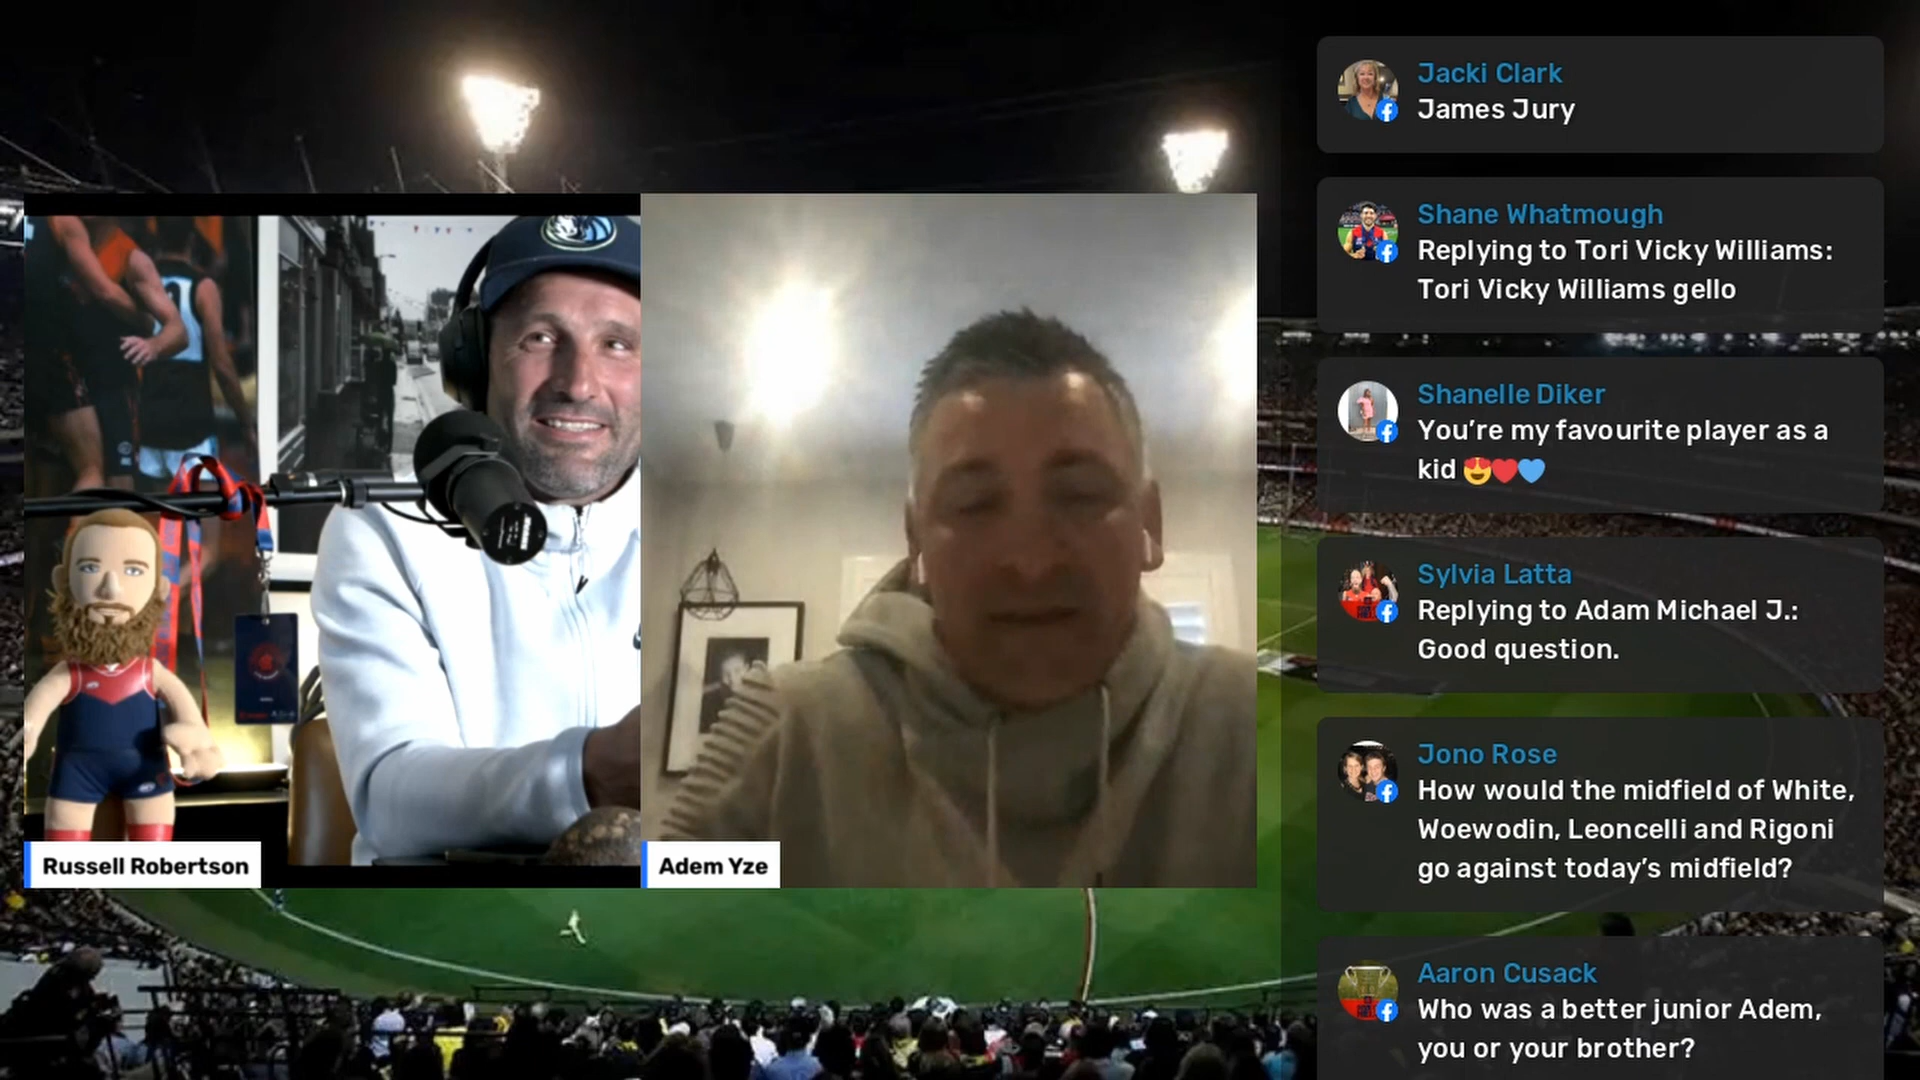 Jacki Clark
James Jury
Shane Whatmough
Replying to Tori Vicky Williams:
Tori Vicky Williams gello
Shanelle Diker
You’re my favourite player as a
kid 😍❤️💙
Sylvia Latta
Replying to Adam Michael J.:
Good question.
Jono Rose
How would the midfield of White,
Woewodin, Leoncelli and Rigoni
go against today’s midfield?
Aaron Cusack
Who was a better junior Adem,
you or your brother?
Russell Robertson
Adem Yze